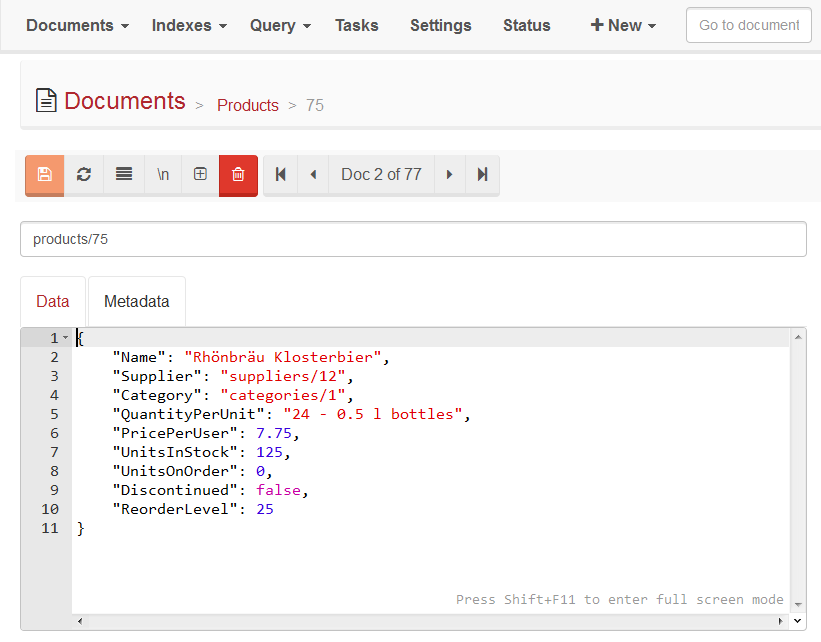 Documents Indexes Query Tasks Settings Status + New Go to document
Documents > Products > 75
\n Doc 2 of 77
products/75
Data Metadata
1 {
2 "Name": "Rhönbräu Klosterbier",
3 "Supplier": "suppliers/12",
4 "Category": "categories/1",
5 "QuantityPerUnit": "24 - 0.5 l bottles",
6 "PricePerUser": 7.75,
7 "UnitsInStock": 125,
8 "UnitsOnOrder": 0,
9 "Discontinued": false,
10 "ReorderLevel": 25
11 }
Press Shift+F11 to enter full screen mode